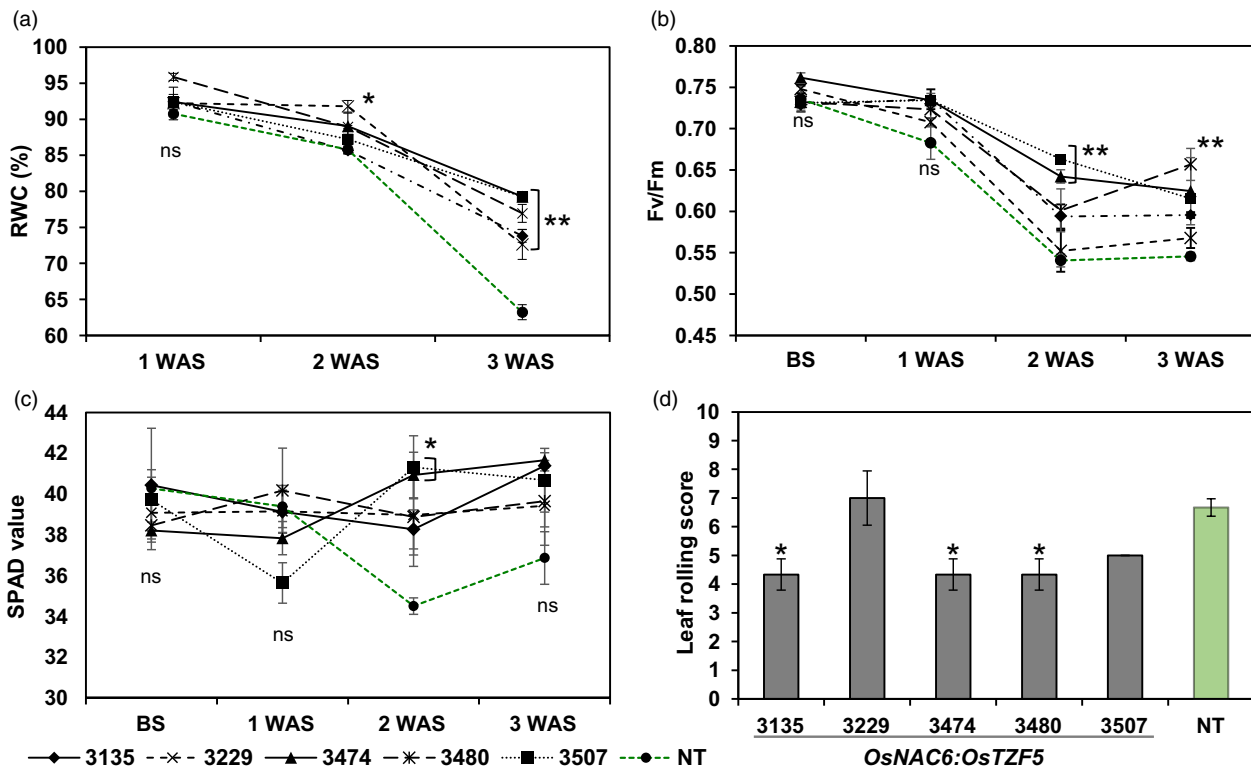 (a)
100
95
90
85
80
75
70
65
60
RWC (%)
ns
*
**
1 WAS 2 WAS 3 WAS
(b)
0.80
0.75
0.70
0.65
0.60
0.55
0.50
0.45
Fv/Fm
ns
ns
**
**
BS 1 WAS 2 WAS 3 WAS
(c)
44
42
40
38
36
34
32
30
SPAD value
ns
ns
*
ns
BS 1 WAS 2 WAS 3 WAS
3135 3229 3474 3480 3507 NT
(d)
10
9
8
7
6
5
4
3
2
1
0
Leaf rolling score
* * *
3135 3229 3474 3480 3507 NT
OsNAC6:OsTZF5